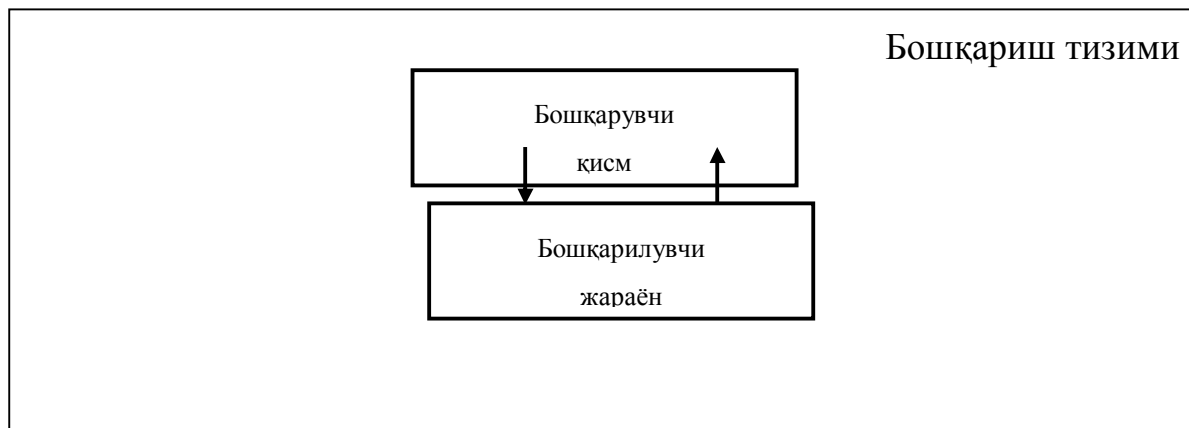 Бошқариш тизими
Бошқарувчи
қисм
Бошқарилувчи
жараён